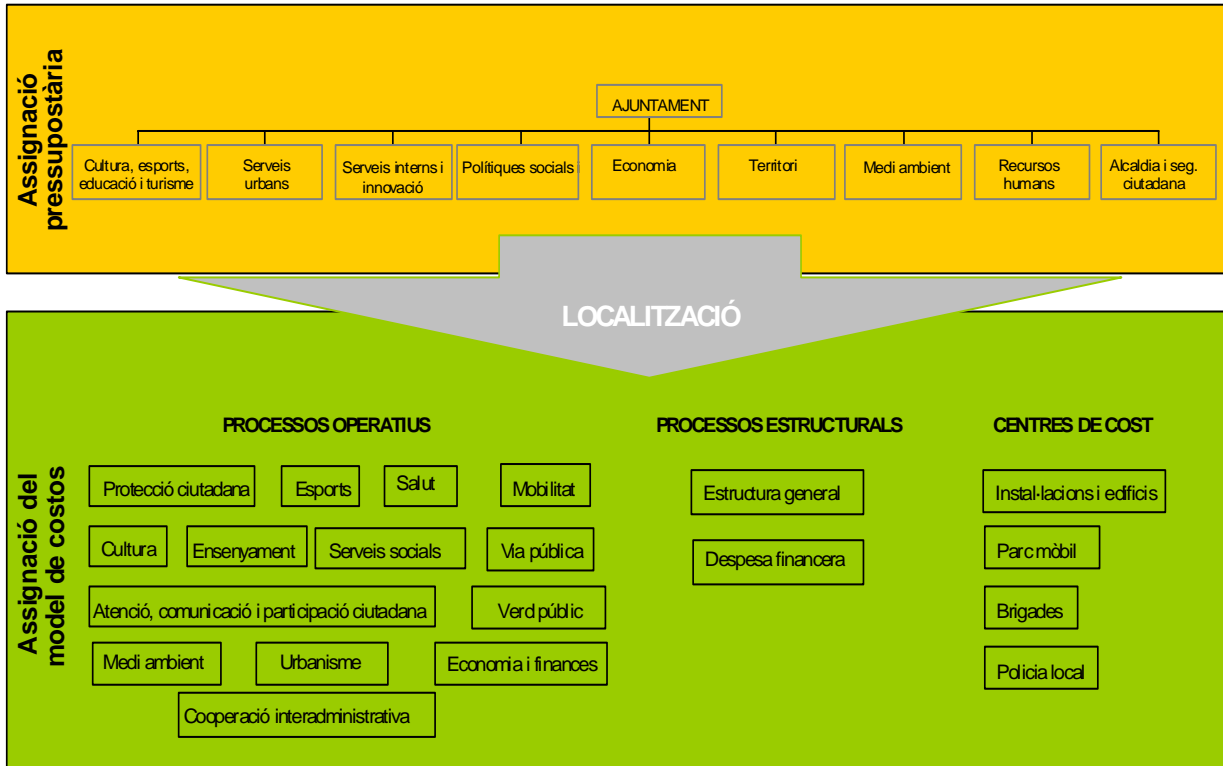 Assignació
pressupostària
AJUNTAMENT
Cultura, esports,
educació i turisme
Serveis
urbans
Serveis interns i
innovació
Polítiques socials i
Economia
Territori
Medi ambient
Recursos
humans
Alcaldia i seg.
ciutadana
LOCALITZACIÓ
Assignació del
model de costos
PROCESSOS OPERATIUS
Protecció ciutadana
Esports
Salut
Mobilitat
Cultura
Ensenyament
Serveis socials
Via pública
Atenció, comunicació i participació ciutadana
Verd públic
Medi ambient
Urbanisme
Economia i finances
Cooperació interadministrativa
PROCESSOS ESTRUCTURALS
Estructura general
Despesa financera
CENTRES DE COST
Instal·lacions i edificis
Parc mòbil
Brigades
Policia local